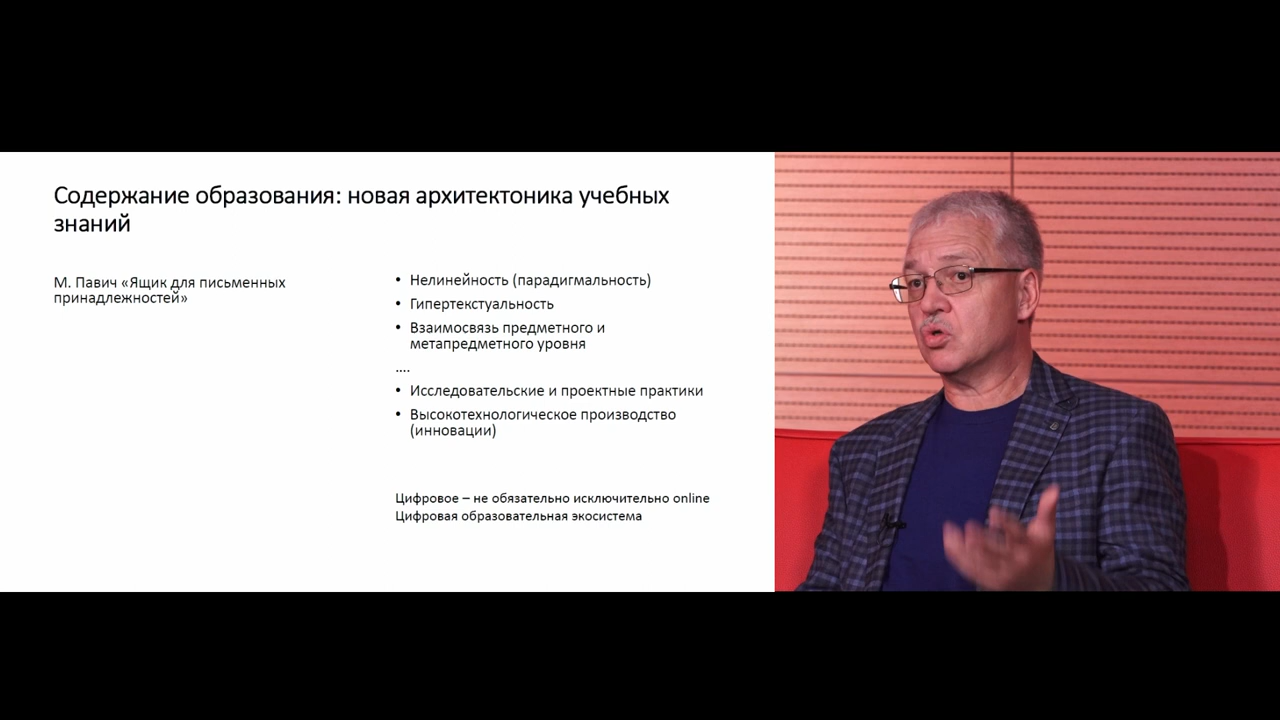 Содержание образования: новая архитектоника учебных
знаний
М. Павич «Ящик для письменных
принадлежностей»
• Нелинейность (парадигмальность)
• Гипертекстуальность
• Взаимосвязь предметного и
метапредметного уровня
....
• Исследовательские и проектные практики
• Высокотехнологическое производство
(инновации)
Цифровое – не обязательно исключительно online
Цифровая образовательная экосистема